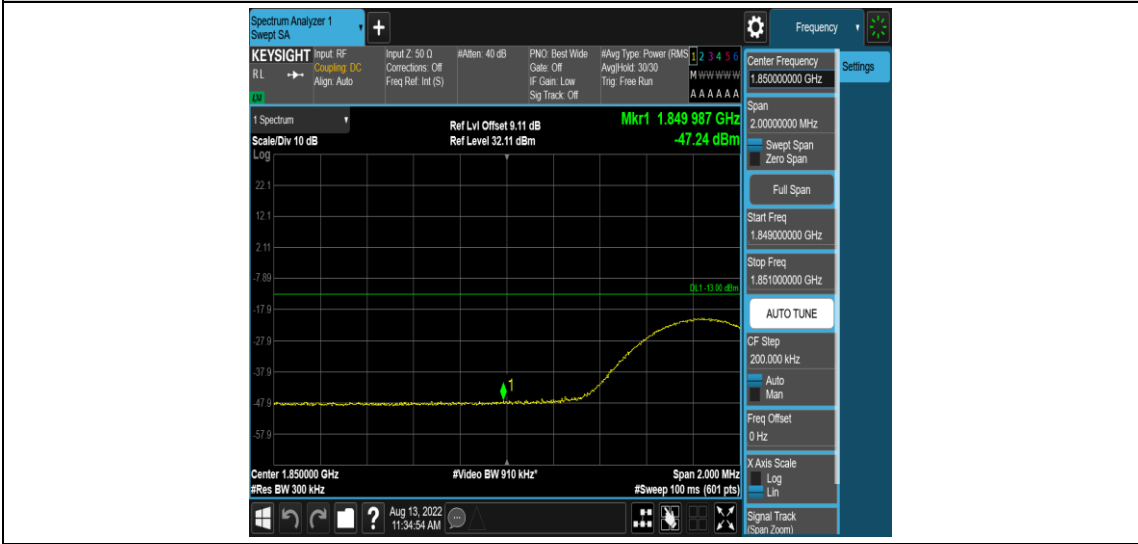 Spectrum Analyzer 1
Swept SA
+
Frequency
KEYSIGHT
RL
Input: RF
Coupling: DC
Align: Auto
Input Z: 50 Ω
Corrections: Off
Freq Ref: Int (S)
#Atten: 40 dB
PNO: Best Wide
Gate: Off
IF Gain: Low
Sig Track: Off
#Avg Type: Power (RMS
Avg|Hold: 30/30
Trig: Free Run
1 2 3 4 5 6
M W W W W W
A A A A A A
1 Spectrum
Scale/Div 10 dB
Log
Ref Lvl Offset 9.11 dB
Ref Level 32.11 dBm
Mkr1 1.849 987 GHz
-47.24 dBm
22.1
12.1
2.11
-7.89
DL1 -13.00 dBm
-17.9
-27.9
-37.9
1
-47.9
-57.9
Center 1.850000 GHz
#Video BW 910 kHz*
Span 2.000 MHz
#Res BW 300 kHz
#Sweep 100 ms (601 pts)
?
Aug 13, 2022
11:34:54 AM
Center Frequency
1.850000000 GHz
Settings
Span
2.00000000 MHz
Swept Span
Zero Span
Full Span
Start Freq
1.849000000 GHz
Stop Freq
1.851000000 GHz
AUTO TUNE
CF Step
200.000 kHz
Auto
Man
Freq Offset
0 Hz
X Axis Scale
Log
Lin
Signal Track
(Span Zoom)